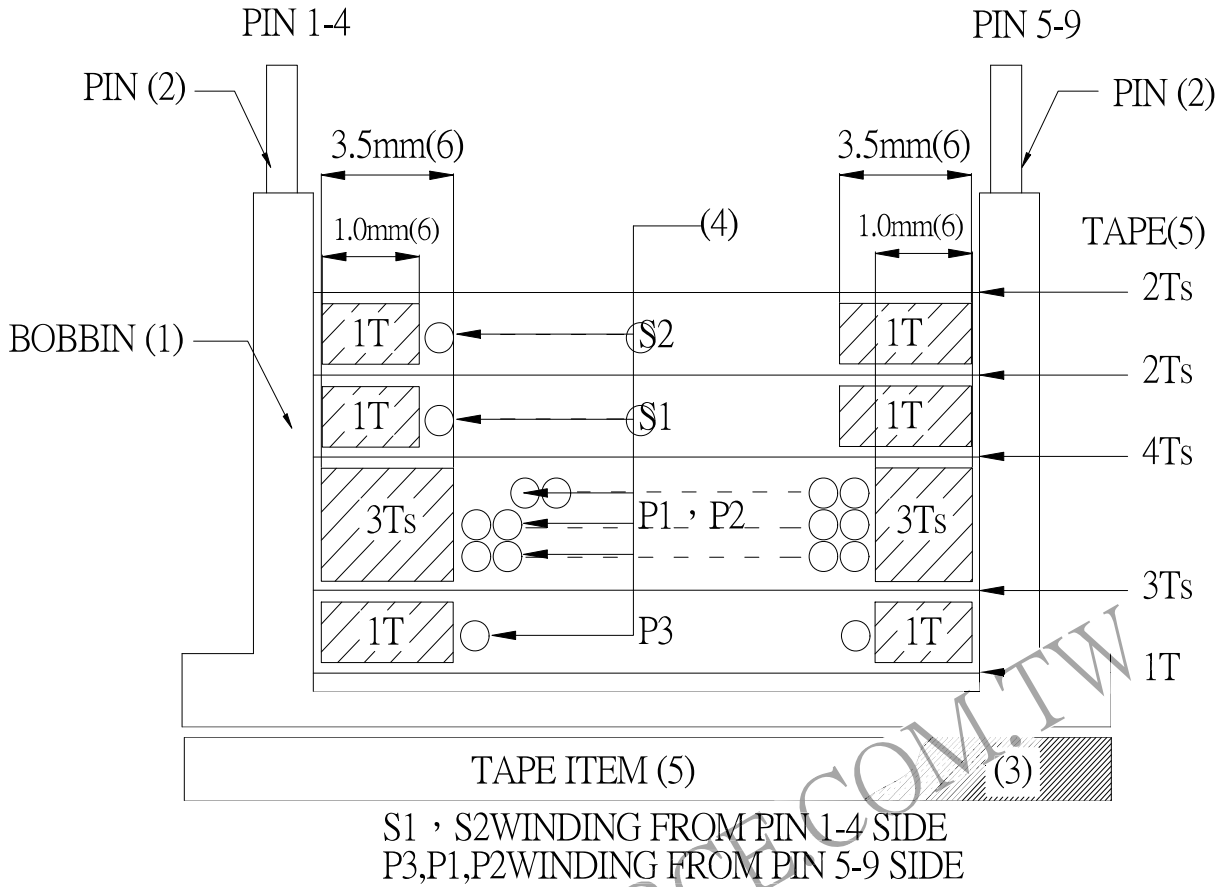 PIN 1-4
PIN 5-9
PIN (2)
PIN (2)
3.5mm(6)
3.5mm(6)
1.0mm(6)
(4)
1.0mm(6)
TAPE(5)
2Ts
BOBBIN (1)
1T
S2
1T
2Ts
1T
S1
1T
4Ts
3Ts
P1，P2
3Ts
3Ts
1T
P3
1T
1T
TAPE ITEM (5)
(3)
S1，S2WINDING FROM PIN 1-4 SIDE
P3,P1,P2WINDING FROM PIN 5-9 SIDE
CE.COM.TW